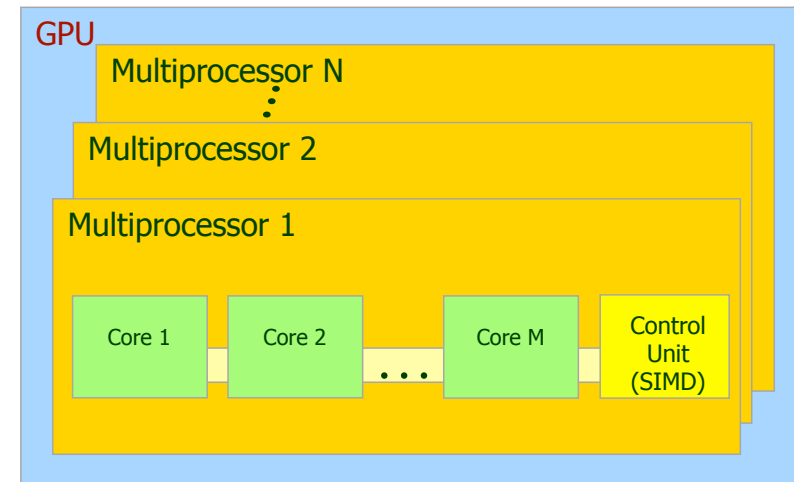 GPU
Multiprocessor N
Multiprocessor 2
Multiprocessor 1
Core 1
Core 2
...
Core M
Control
Unit
(SIMD)